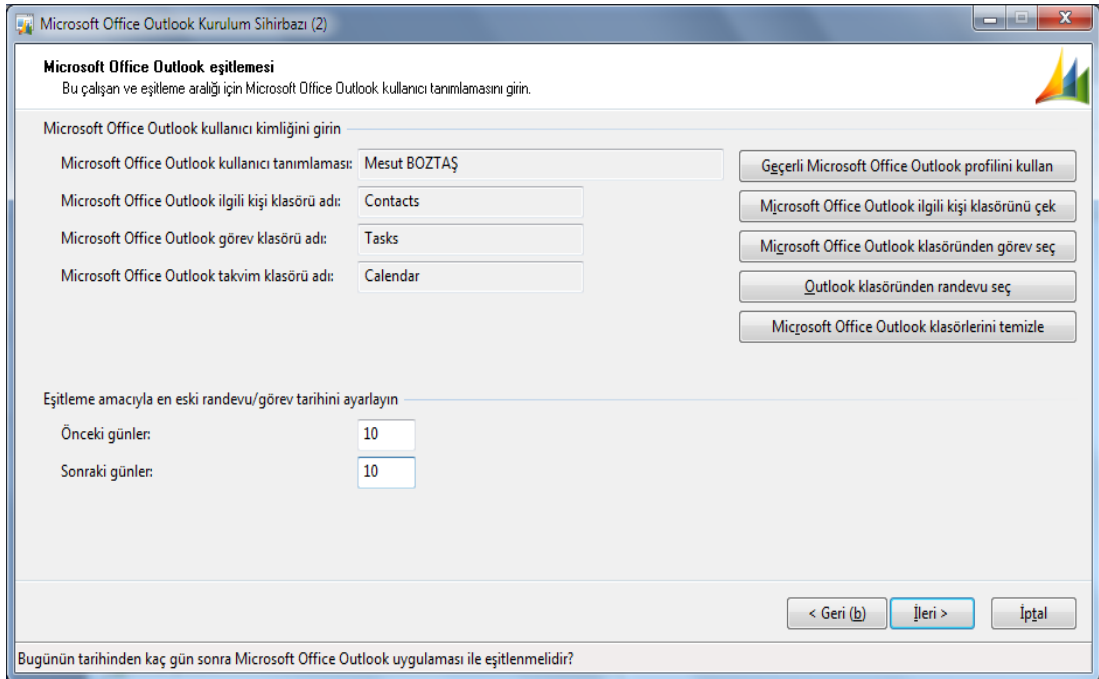 Microsoft Office Outlook Kurulum Sihirbazı (2)
Microsoft Office Outlook eşitlemesi
Bu çalışan ve eşitleme aralığı için Microsoft Office Outlook kullanıcı tanımlamasını girin.
Microsoft Office Outlook kullanıcı kimliğini girin
Microsoft Office Outlook kullanıcı tanımlaması: Mesut BOZTAŞ
Geçerli Microsoft Office Outlook profilini kullan
Microsoft Office Outlook ilgili kişi klasörü adı: Contacts
Microsoft Office Outlook ilgili kişi klasörünü çek
Microsoft Office Outlook görev klasörü adı: Tasks
Microsoft Office Outlook klasöründen görev seç
Microsoft Office Outlook takvim klasörü adı: Calendar
Outlook klasöründen randevu seç
Microsoft Office Outlook klasörlerini temizle
Eşitleme amacıyla en eski randevu/görev tarihini ayarlayın
Önceki günler: 10
Sonraki günler: 10
< Geri (b) İleri > İptal
Bugünün tarihinden kaç gün sonra Microsoft Office Outlook uygulaması ile eşitlenmelidir?